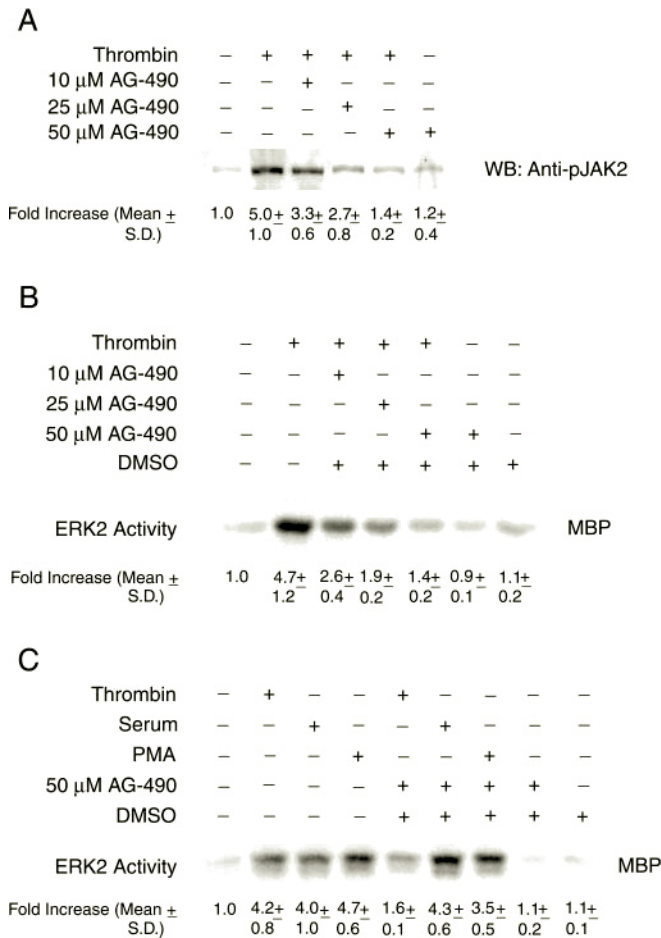 A
Thrombin – + + + + –
10 μM AG-490 – – + – – –
25 μM AG-490 – – – + – –
50 μM AG-490 – – – – + +
WB: Anti-pJAK2
Fold Increase (Mean ± 1.0 5.0± 3.3± 2.7± 1.4± 1.2±
S.D.) 1.0 0.6 0.8 0.2 0.4
B
Thrombin – + + + + – –
10 μM AG-490 – – + – – – –
25 μM AG-490 – – – + – – –
50 μM AG-490 – – – – + + –
DMSO – – + + + + +
ERK2 Activity MBP
Fold Increase (Mean ± 1.0 4.7± 2.6± 1.9± 1.4± 0.9± 1.1±
S.D.) 1.2 0.4 0.2 0.2 0.1 0.2
C
Thrombin – + – – + – – – –
Serum – – + – – + – – –
PMA – – – + – – + – –
50 μM AG-490 – – – – + + + + –
DMSO – – – – + + + + +
ERK2 Activity MBP
Fold Increase (Mean ± 1.0 4.2± 4.0± 4.7± 1.6± 4.3± 3.5± 1.1± 1.1±
S.D.) 0.8 1.0 0.6 0.1 0.6 0.5 0.2 0.1